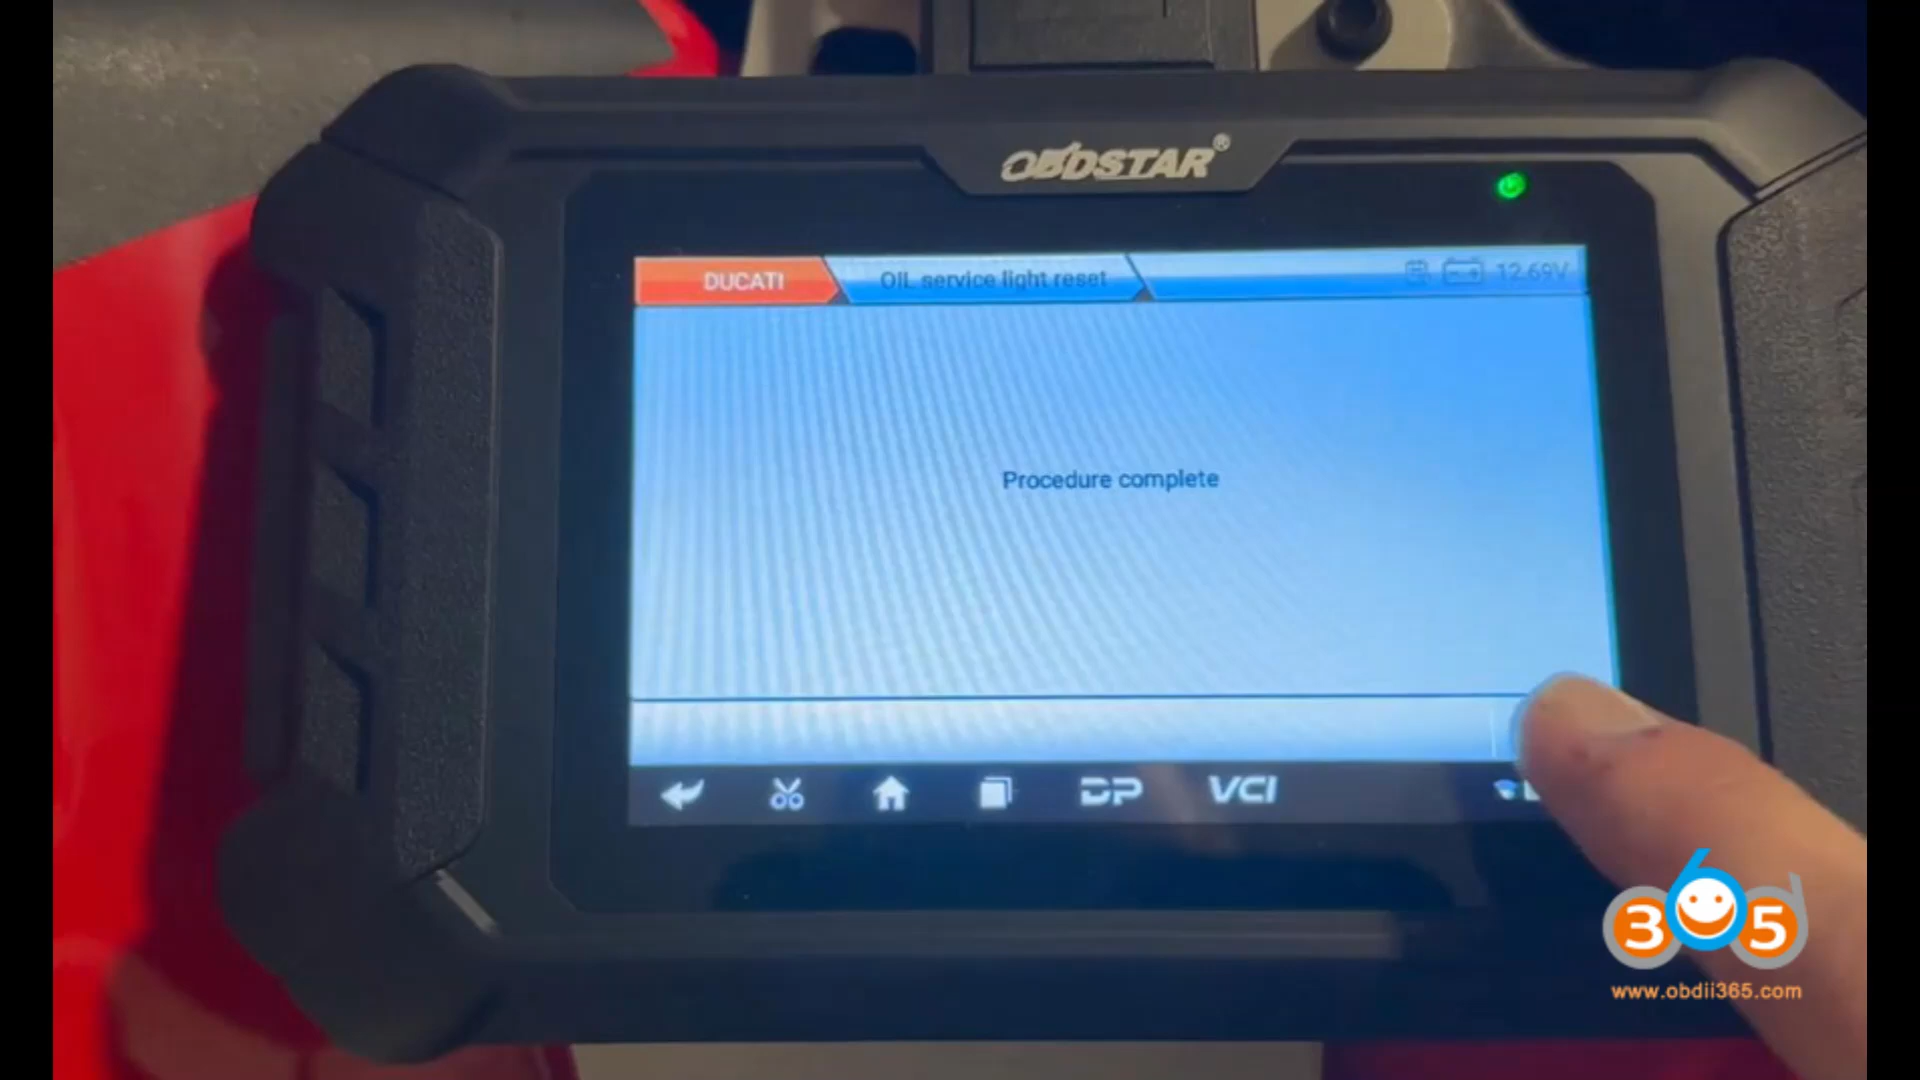 OBDSTAR®
DUCATI
OIL service light reset
12.69V
Procedure complete
DP
VCI
365
www.obdii365.com